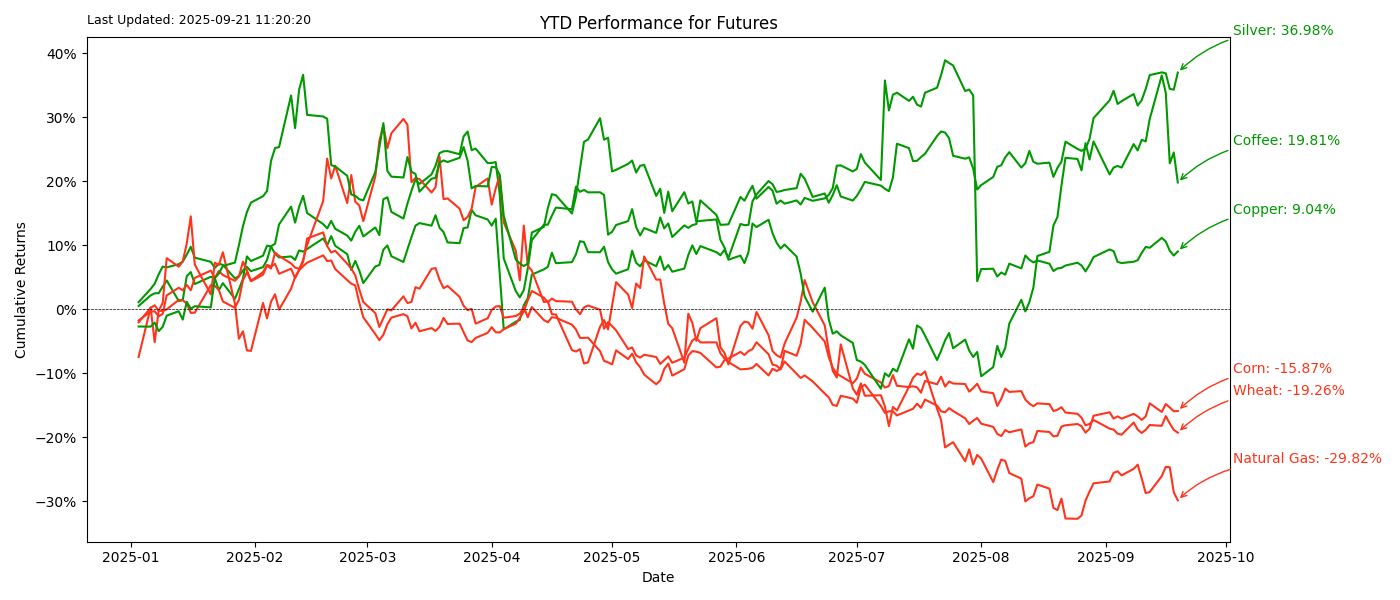 Last Updated: 2025-09-21 11:20:20
YTD Performance for Futures
Silver: 36.98%
Coffee: 19.81%
Copper: 9.04%
Corn: -15.87%
Wheat: -19.26%
Natural Gas: -29.82%
Cumulative Returns
40%
30%
20%
10%
0%
−10%
−20%
−30%
2025-01 2025-02 2025-03 2025-04 2025-05 2025-06 2025-07 2025-08 2025-09 2025-10
Date